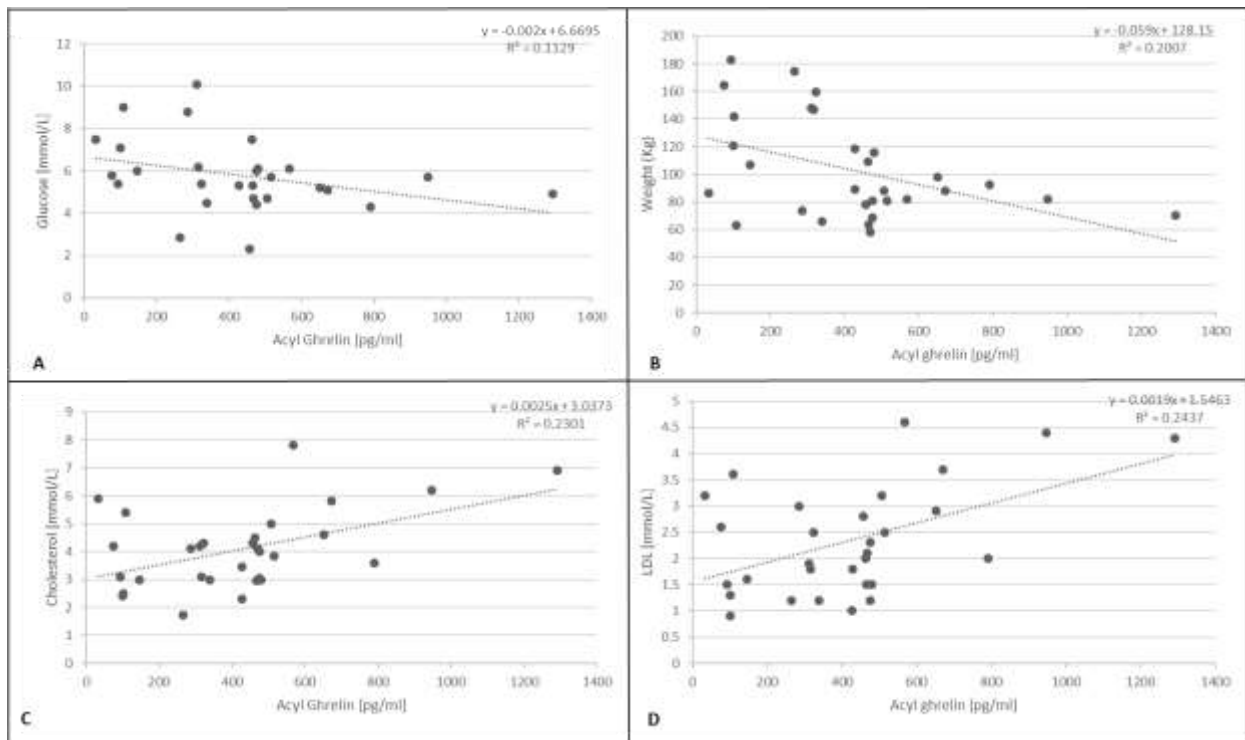 y = -0.002x + 6.6695
R² = 0.1129
12
10
8
6
4
2
0
Glucose [mmol/L]
0 200 400 600 800 1000 1200 1400
Acyl Ghrelin [pg/ml]
A
y = -0.059x + 128.15
R² = 0.2007
200
180
160
140
120
100
80
60
40
20
0
Weight (Kg)
0 200 400 600 800 1000 1200 1400
Acyl ghrelin [pg/ml]
B
y = 0.0025x + 3.0373
R² = 0.2301
9
8
7
6
5
4
3
2
1
0
Cholesterol [mmol/L]
0 200 400 600 800 1000 1200 1400
Acyl Ghrelin [pg/ml]
C
y = 0.0019x + 1.5463
R² = 0.2437
5
4.5
4
3.5
3
2.5
2
1.5
1
0.5
0
LDL [mmol/L]
0 200 400 600 800 1000 1200 1400
Acyl ghrelin [pg/ml]
D